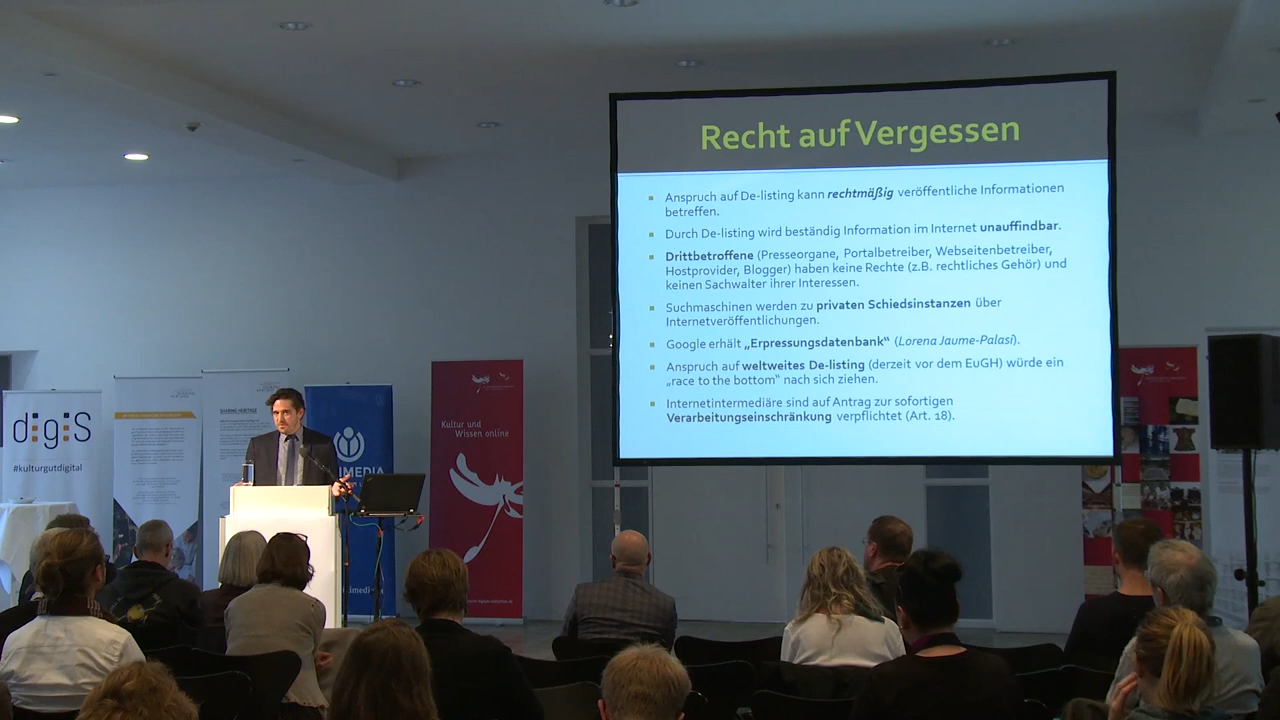 Recht auf Vergessen
Anspruch auf De-listing kann rechtmäßig veröffentliche Informationen
betreffen.
Durch De-listing wird beständig Information im Internet unauffindbar.
Drittbetroffene (Presseorgane, Portalbetreiber, Webseitenbetreiber,
Hostprovider, Blogger) haben keine Rechte (z.B. rechtliches Gehör) und
keinen Sachwalter ihrer Interessen.
Suchmaschinen werden zu privaten Schiedsinstanzen über
Internetveröffentlichungen.
Google erhält „Erpressungsdatenbank“ (Lorena Jaume-Palasi).
Anspruch auf weltweites De-listing (derzeit vor dem EuGH) würde ein
„race to the bottom“ nach sich ziehen.
Internetintermediäre sind auf Antrag zur sofortigen
Verarbeitungseinschränkung verpflichtet (Art. 18).
digiS
#kulturgutdigital
SHARING HERITAGE
IMEDIA
Kultur und
Wissen online